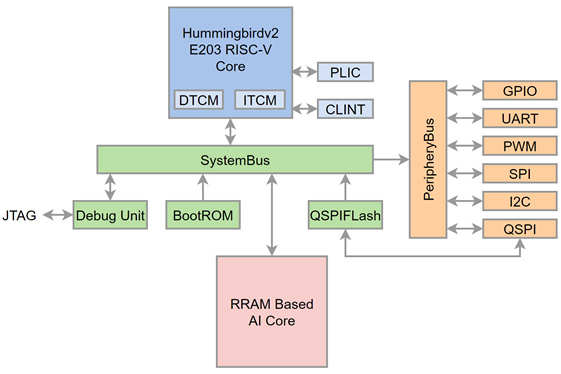 Hummingbirdv2
E203 RISC-V
Core
DTCM
ITCM
PLIC
CLINT
SystemBus
JTAG
Debug Unit
BootROM
QSPIFLash
RRAM Based
AI Core
PeripheryBus
GPIO
UART
PWM
SPI
I2C
QSPI